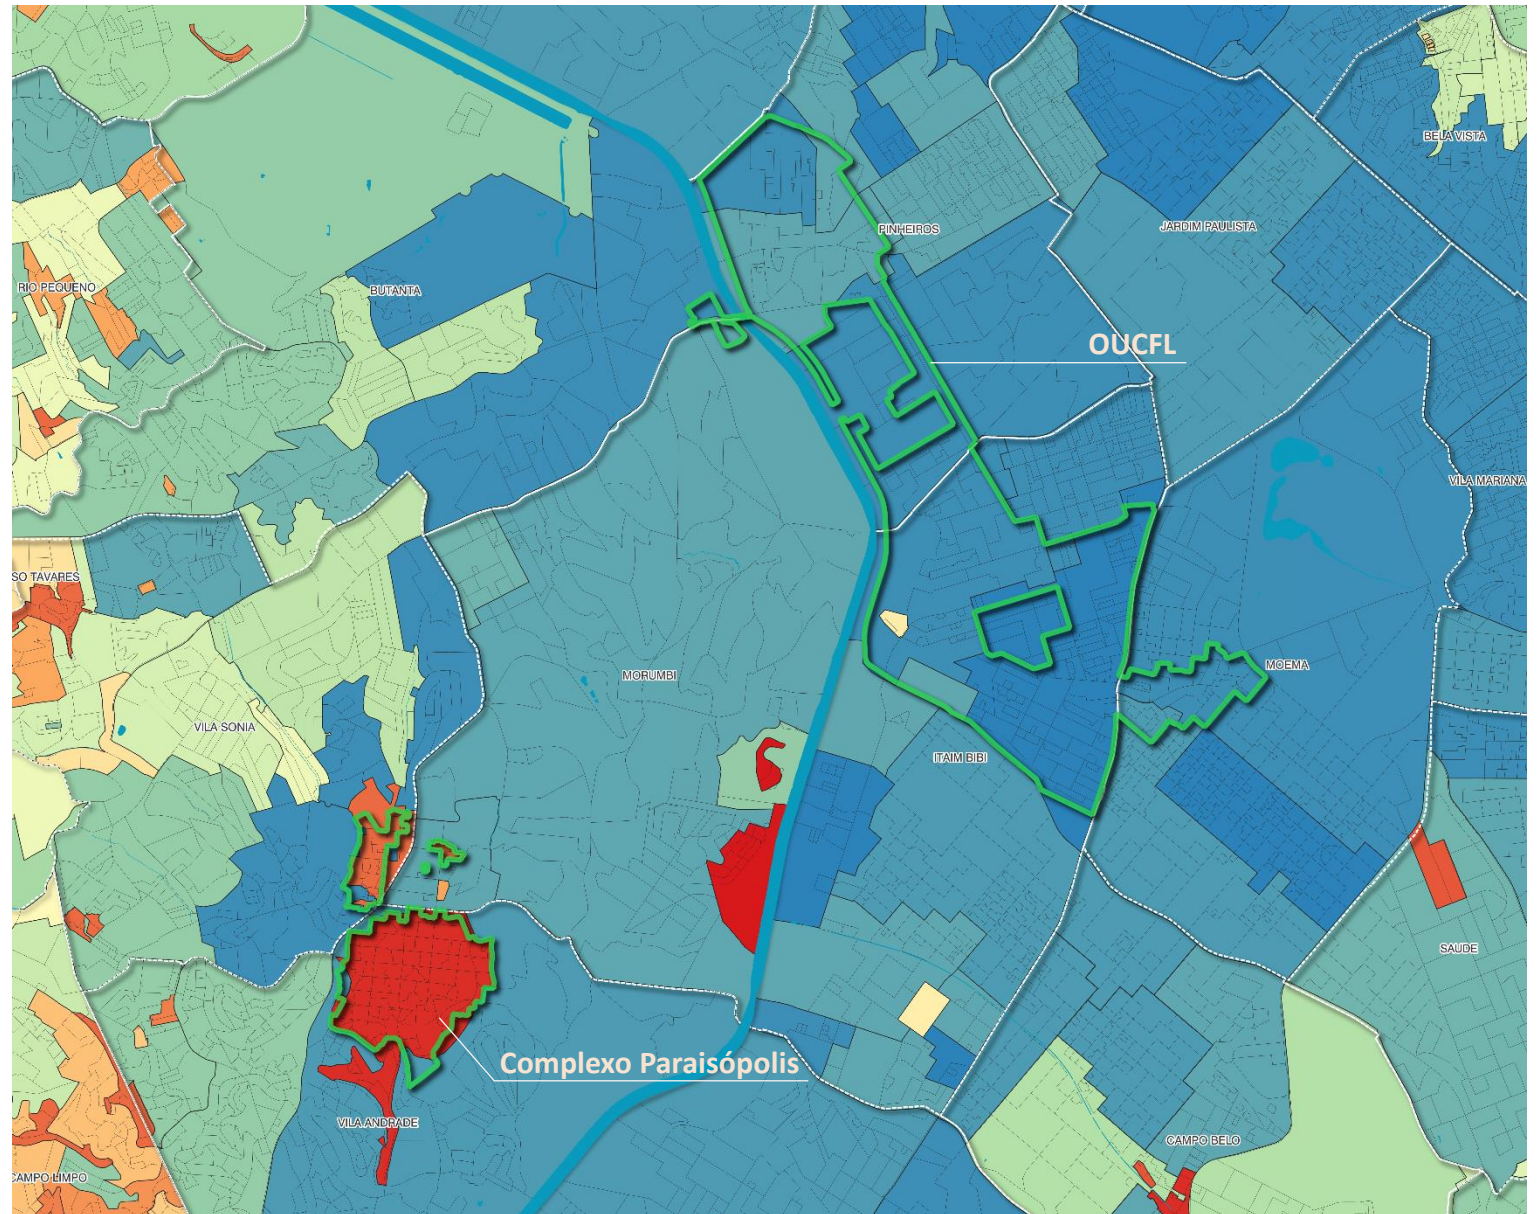 BELA VISTA
PINHEIROS
JARDIM PAULISTA
RIO PEQUENO
BUTANTA
OUCFL
VILA MARIANA
SO TAVARES
MOEMA
MORUMBI
VILA SONIA
ITAIM BIBI
SAUDE
Complexo Paraisópolis
VILA ANDRADE
CAMPO BELO
CAMPO LIMPO